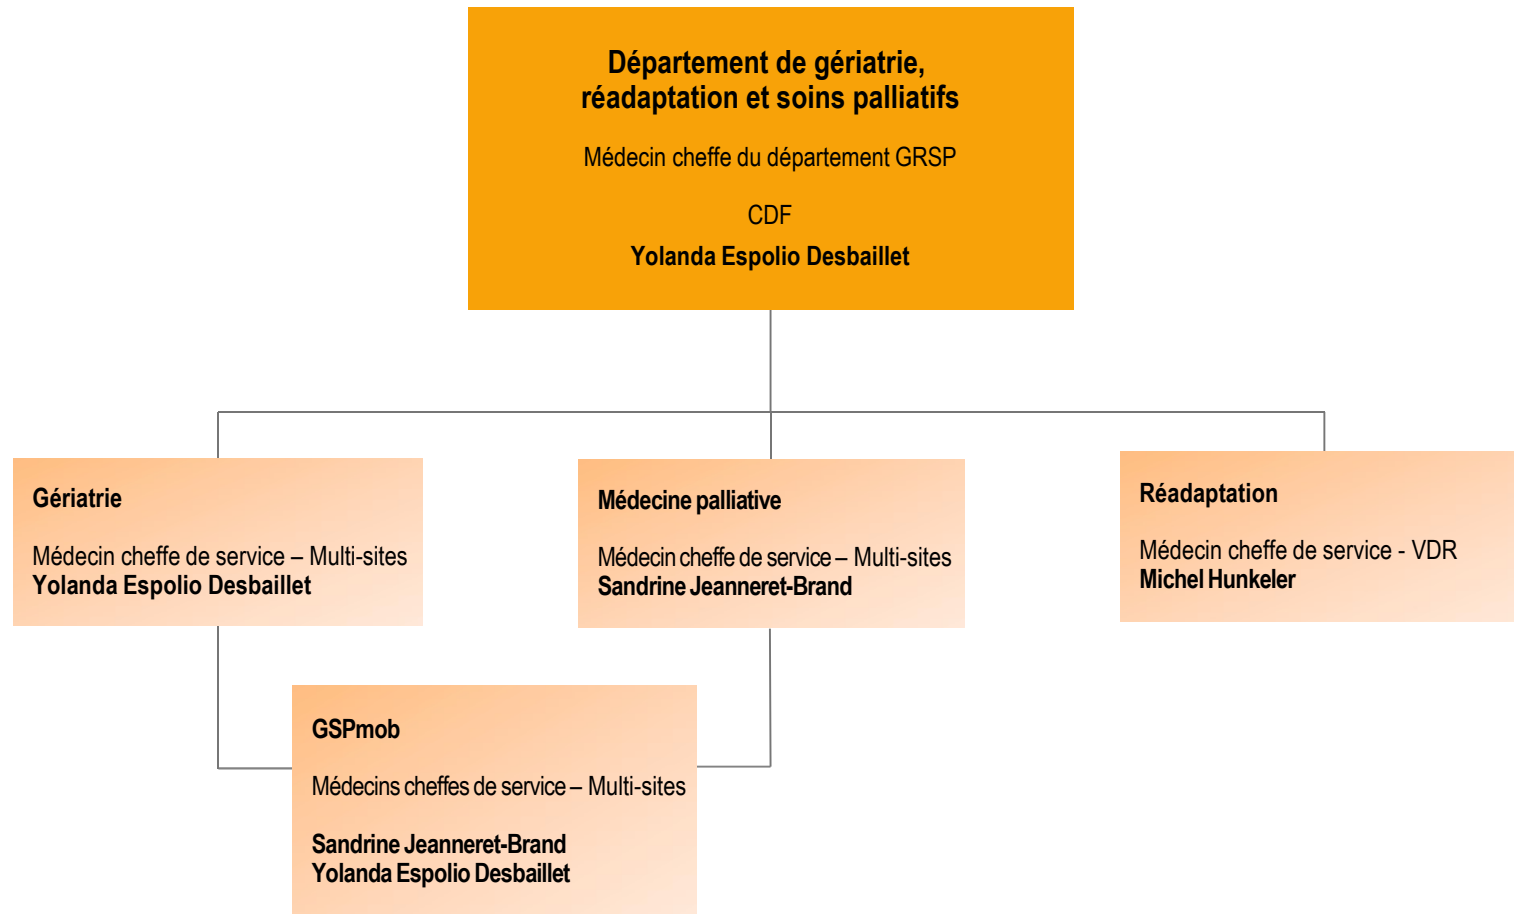 Département de gériatrie,
réadaptation et soins palliatifs
Médecin cheffe du département GRSP
CDF
Yolanda Espolio Desbaillet
Gériatrie
Médecin cheffe de service – Multi-sites
Yolanda Espolio Desbaillet
Médecine palliative
Médecin cheffe de service – Multi-sites
Sandrine Jeanneret-Brand
Réadaptation
Médecin cheffe de service - VDR
Michel Hunkeler
GSPmob
Médecins cheffes de service – Multi-sites
Sandrine Jeanneret-Brand
Yolanda Espolio Desbaillet